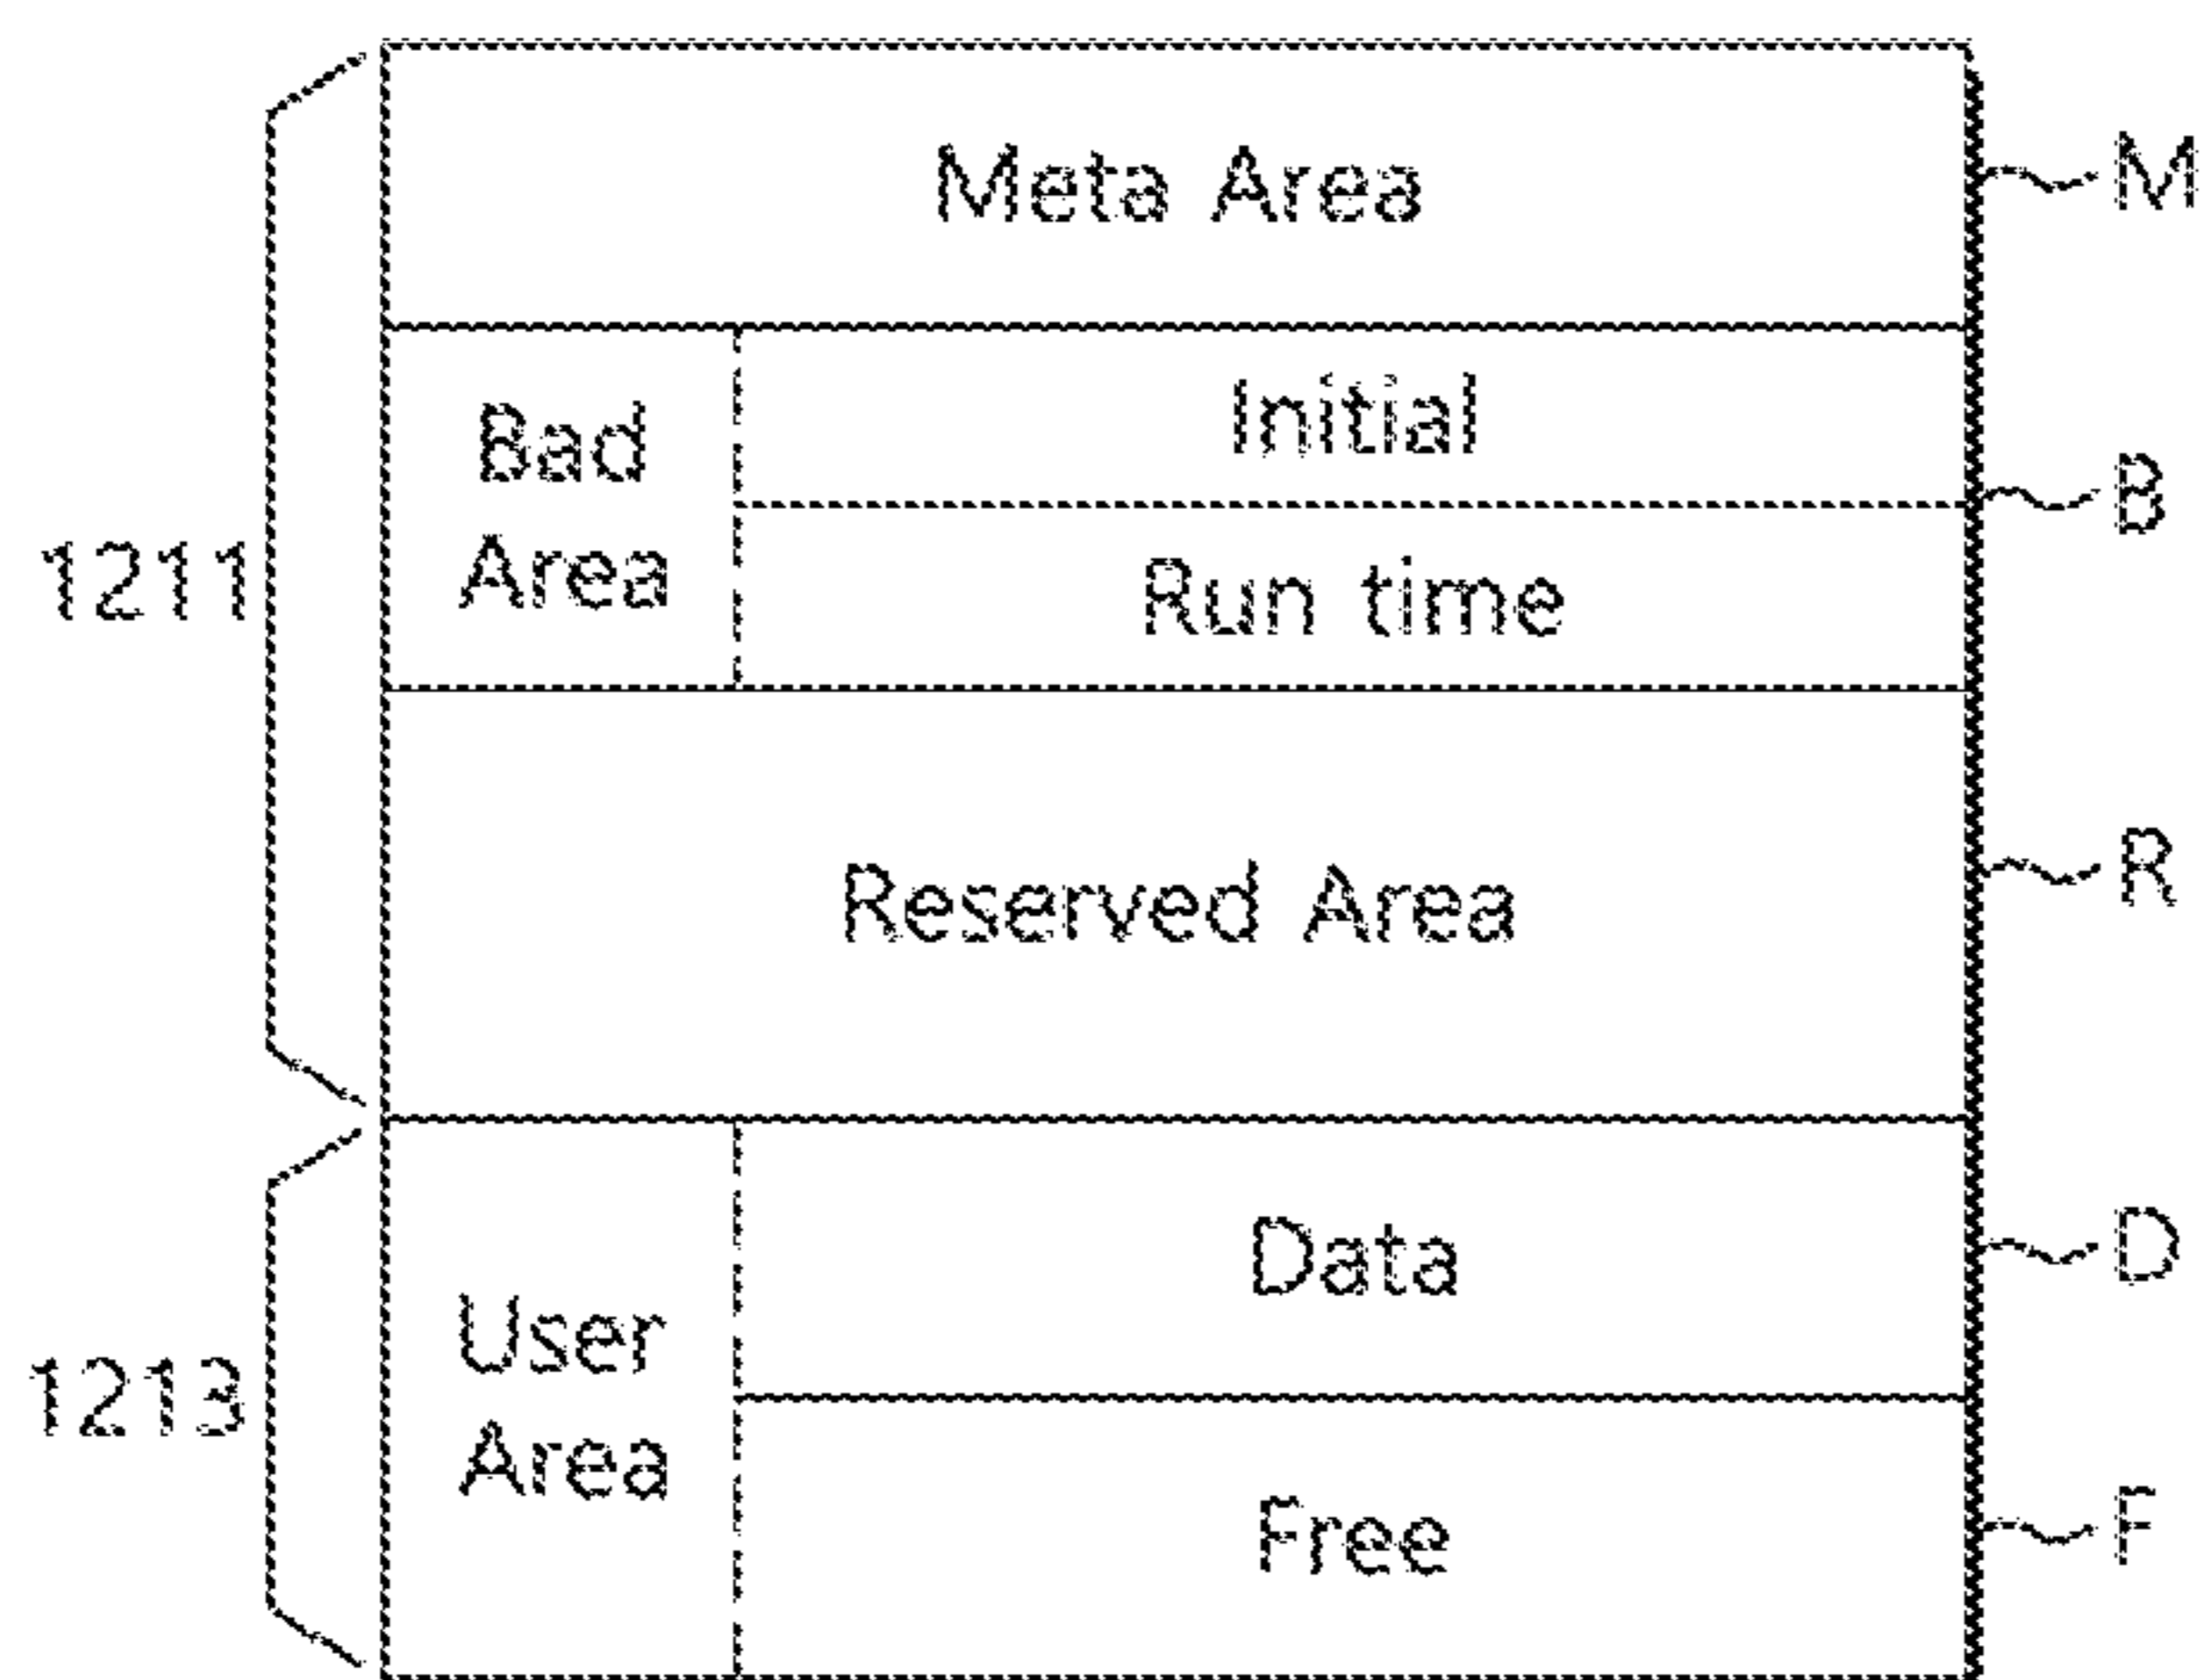 Meta Area
M
Bad
Area
Initial
Run time
B
1211
Reserved Area
R
User
Area
Data
D
Free
F
1213